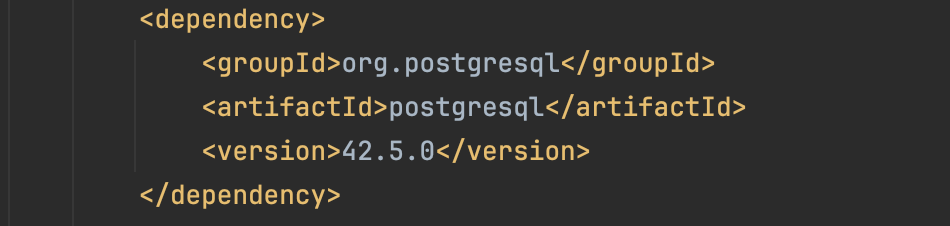 <dependency>
<groupId>org.postgresql</groupId>
<artifactId>postgresql</artifactId>
<version>42.5.0</version>
</dependency>